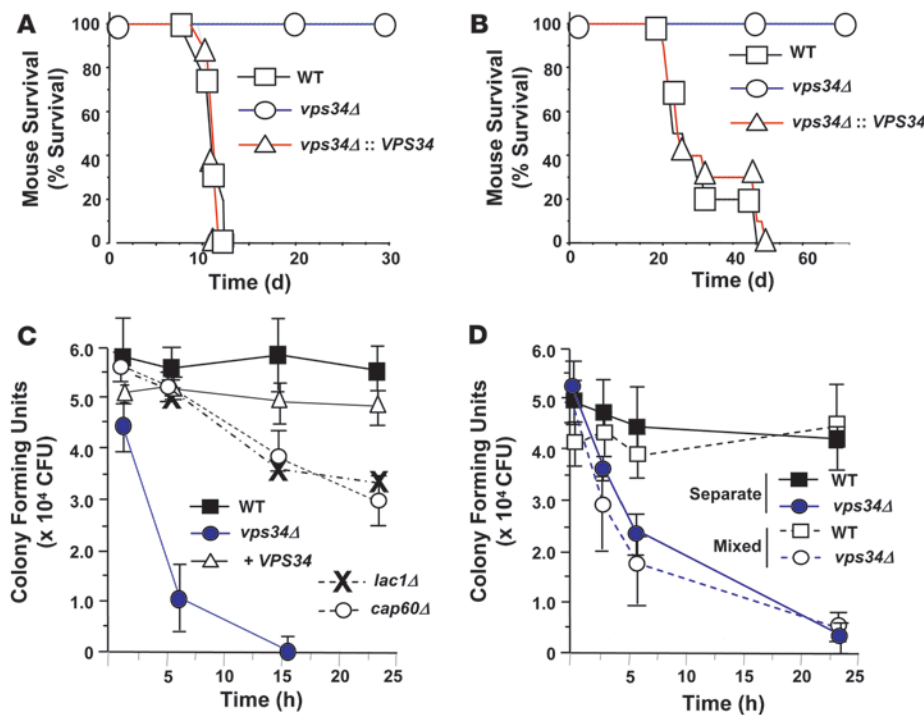 A
Mouse Survival
(% Survival)
100
80
60
40
20
0
0
10
20
30
Time (d)
WT
vps34Δ
vps34Δ :: VPS34
B
Mouse Survival
(% Survival)
100
80
60
40
20
0
0
20
40
60
Time (d)
WT
vps34Δ
vps34Δ :: VPS34
C
Colony Forming Units
(x 10⁴ CFU)
6.0
5.0
4.0
3.0
2.0
1.0
0
0
5
10
15
20
25
Time (h)
WT
vps34Δ
+ VPS34
lac1Δ
cap60Δ
D
Colony Forming Units
(x 10⁴ CFU)
6.0
5.0
4.0
3.0
2.0
1.0
0
0
5
10
15
20
25
Time (h)
Separate
WT
vps34Δ
Mixed
WT
vps34Δ